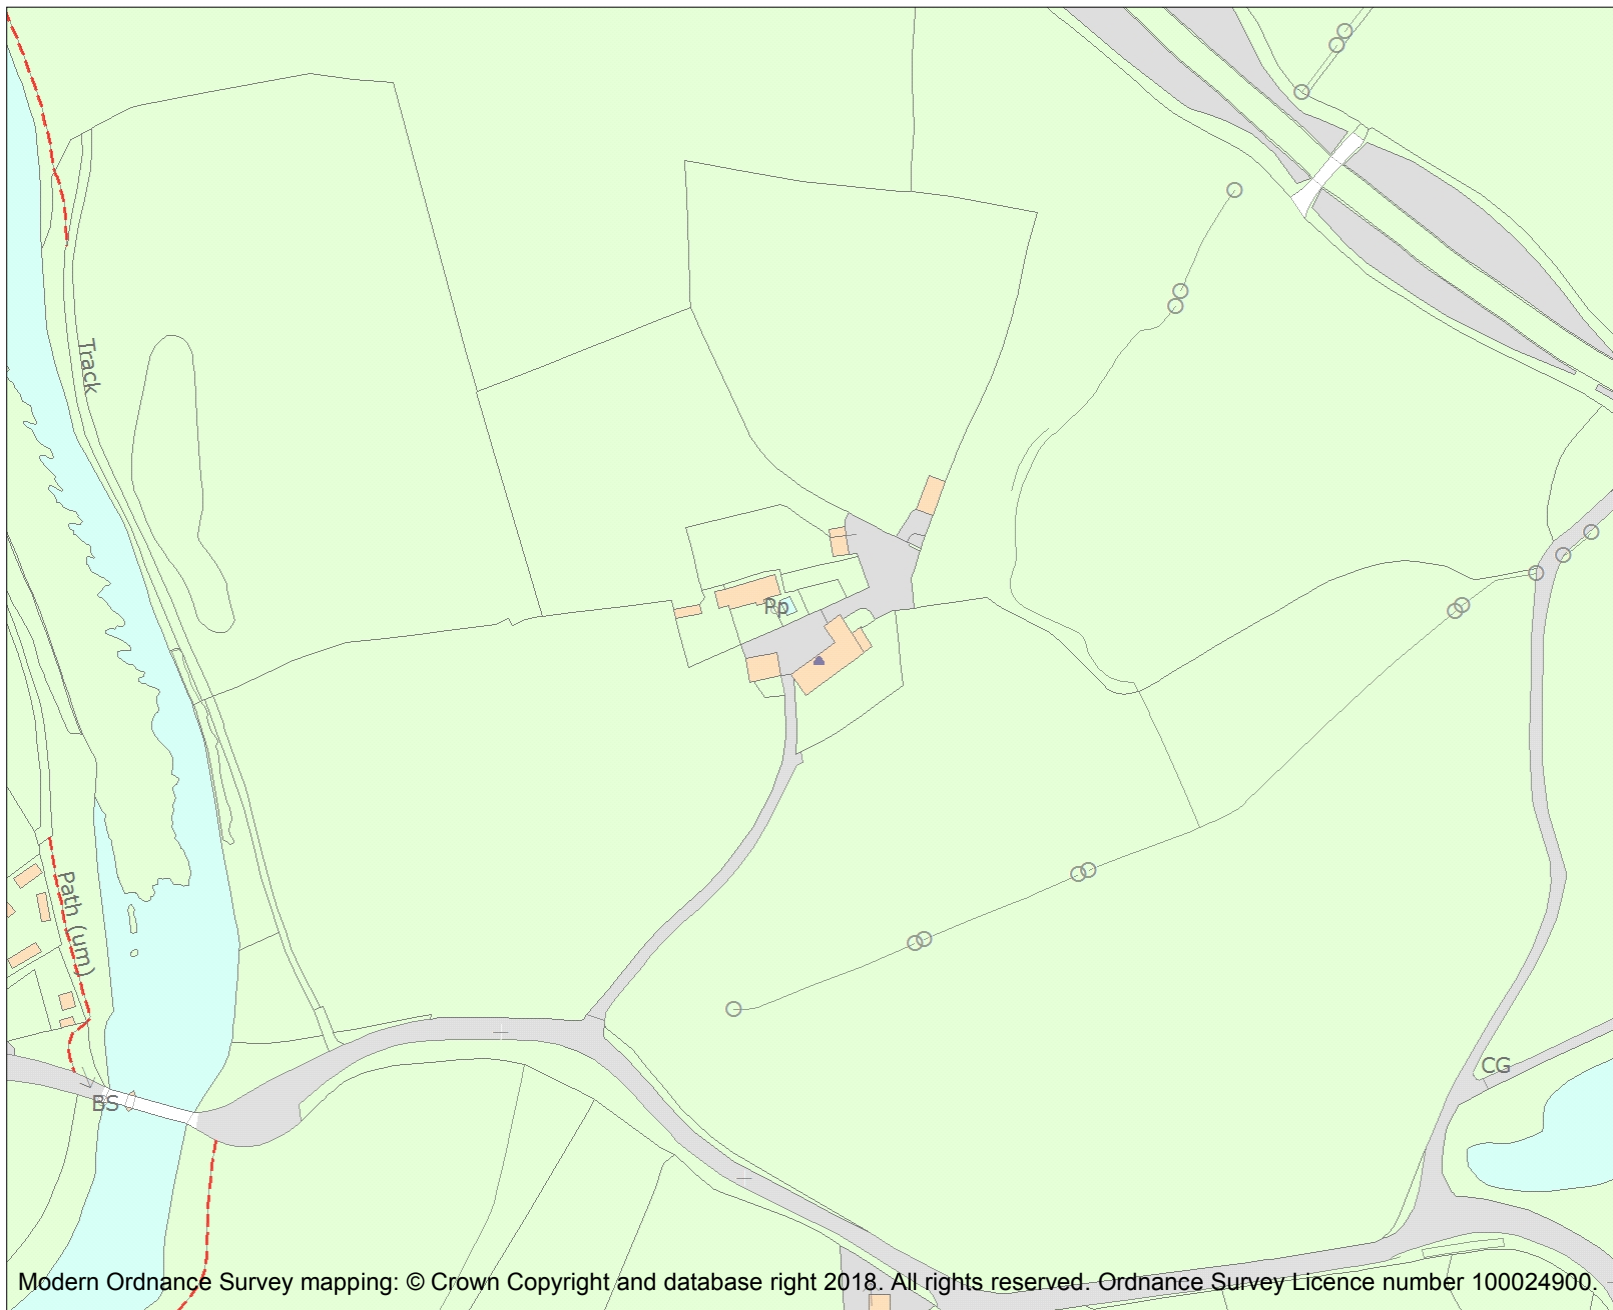 Track
Pp
Path (um)
CG
BS
Modern Ordnance Survey mapping: © Crown Copyright and database right 2018. All rights reserved. Ordnance Survey Licence number 100024900.